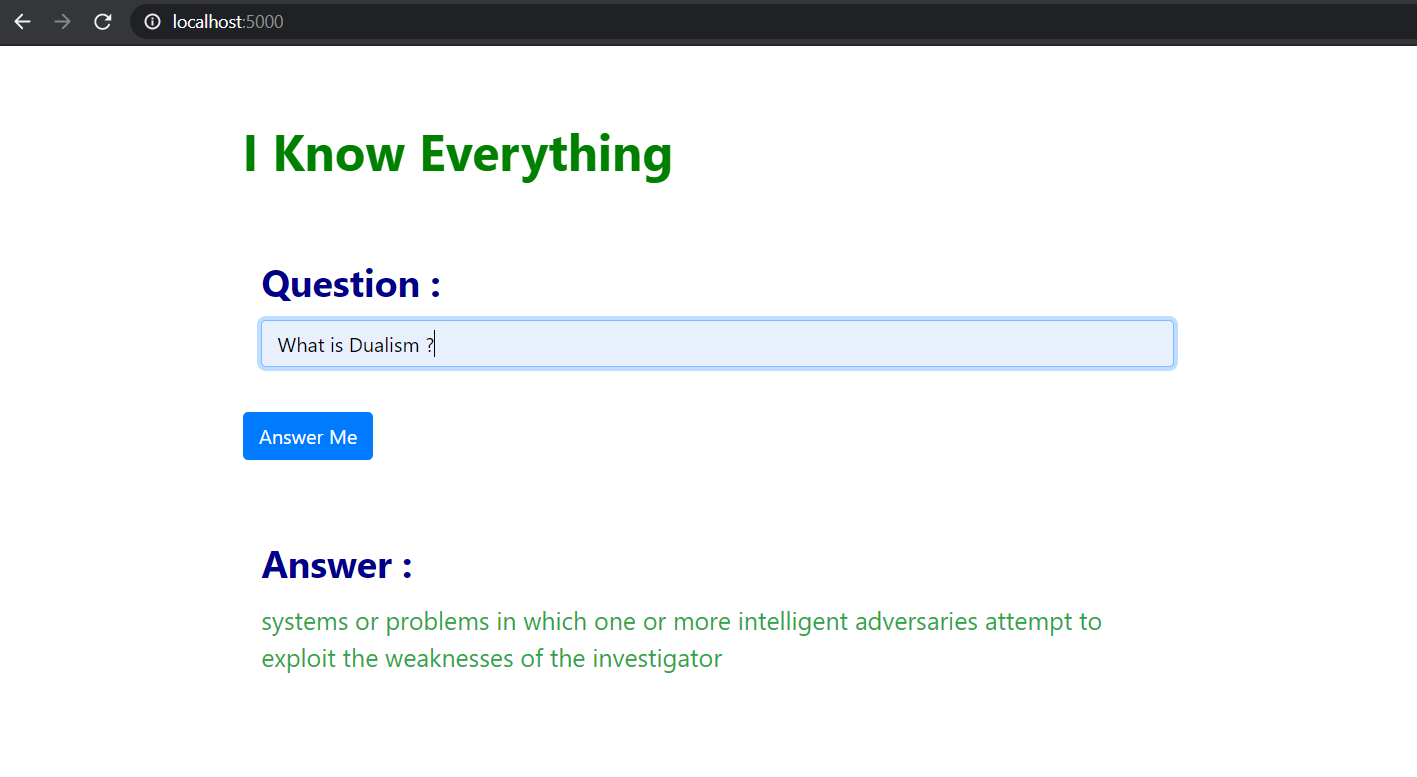 localhost:5000
I Know Everything
Question :
What is Dualism ?
Answer Me
Answer :
systems or problems in which one or more intelligent adversaries attempt to
exploit the weaknesses of the investigator